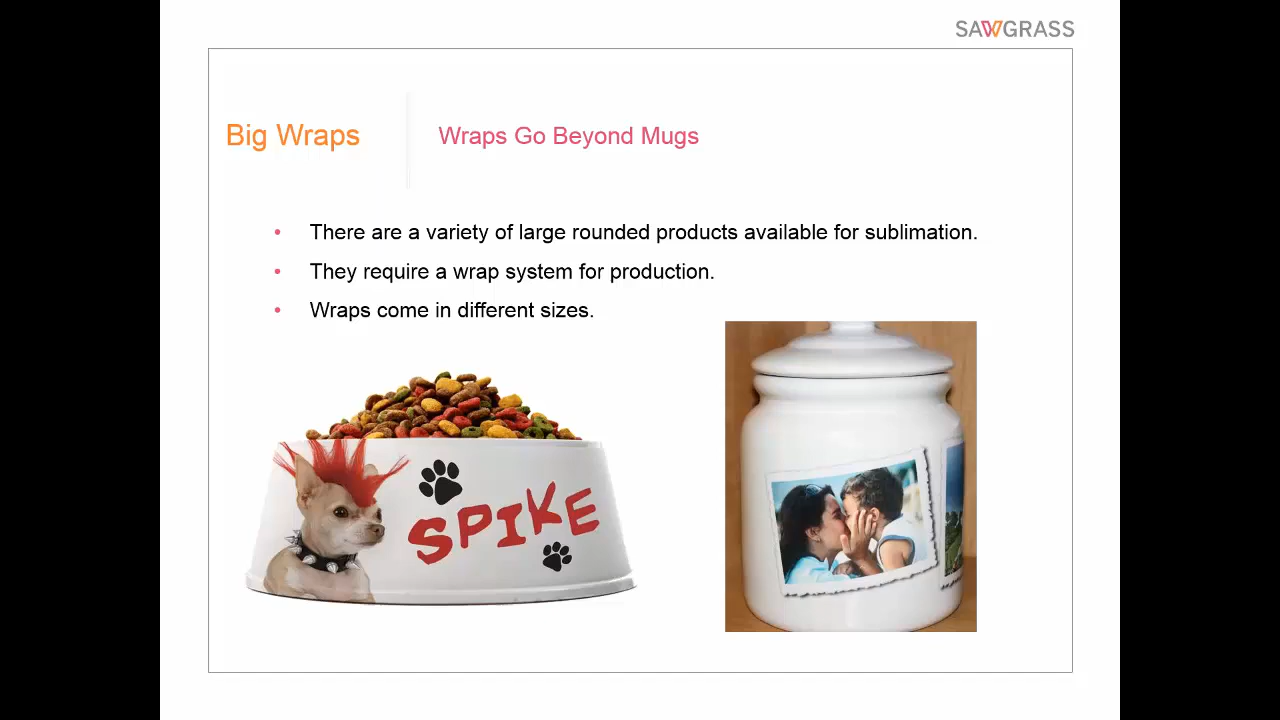 SAWGRASS
Big Wraps
Wraps Go Beyond Mugs
• There are a variety of large rounded products available for sublimation.
• They require a wrap system for production.
• Wraps come in different sizes.
SPIKE